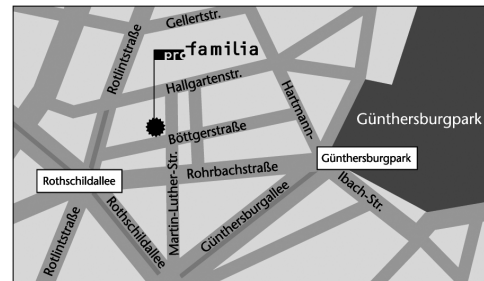 Gellertstr.
Rotlintstraße
pro familia
Hallgartenstr.
Hartmann-
Günthersburgpark
Böttgerstraße
Günthersburgpark
Rohrbachstraße
Ibach-Str.
Rothschildallee
Martin-Luther-Str.
Rothschildallee
Günthersburgallee
Rotlintstraße